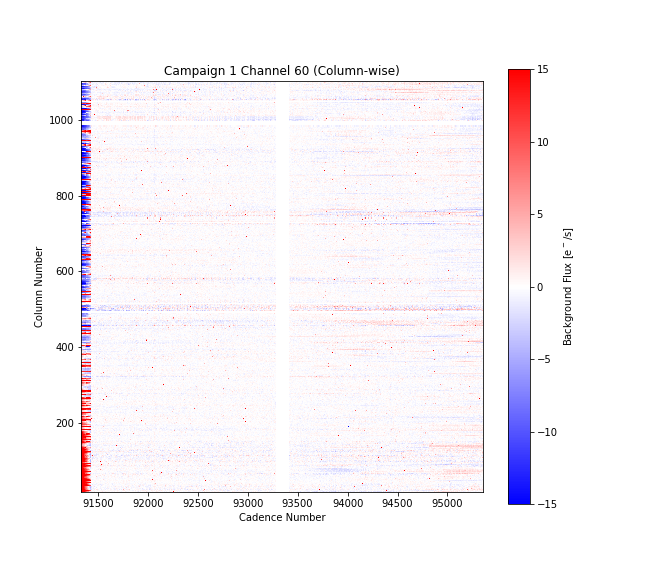 Campaign 1 Channel 60 (Column-wise)
1000
800
600
400
200
Column Number
91500 92000 92500 93000 93500 94000 94500 95000
Cadence Number
15
10
5
0
−5
−10
−15
Background Flux [e⁻/s]